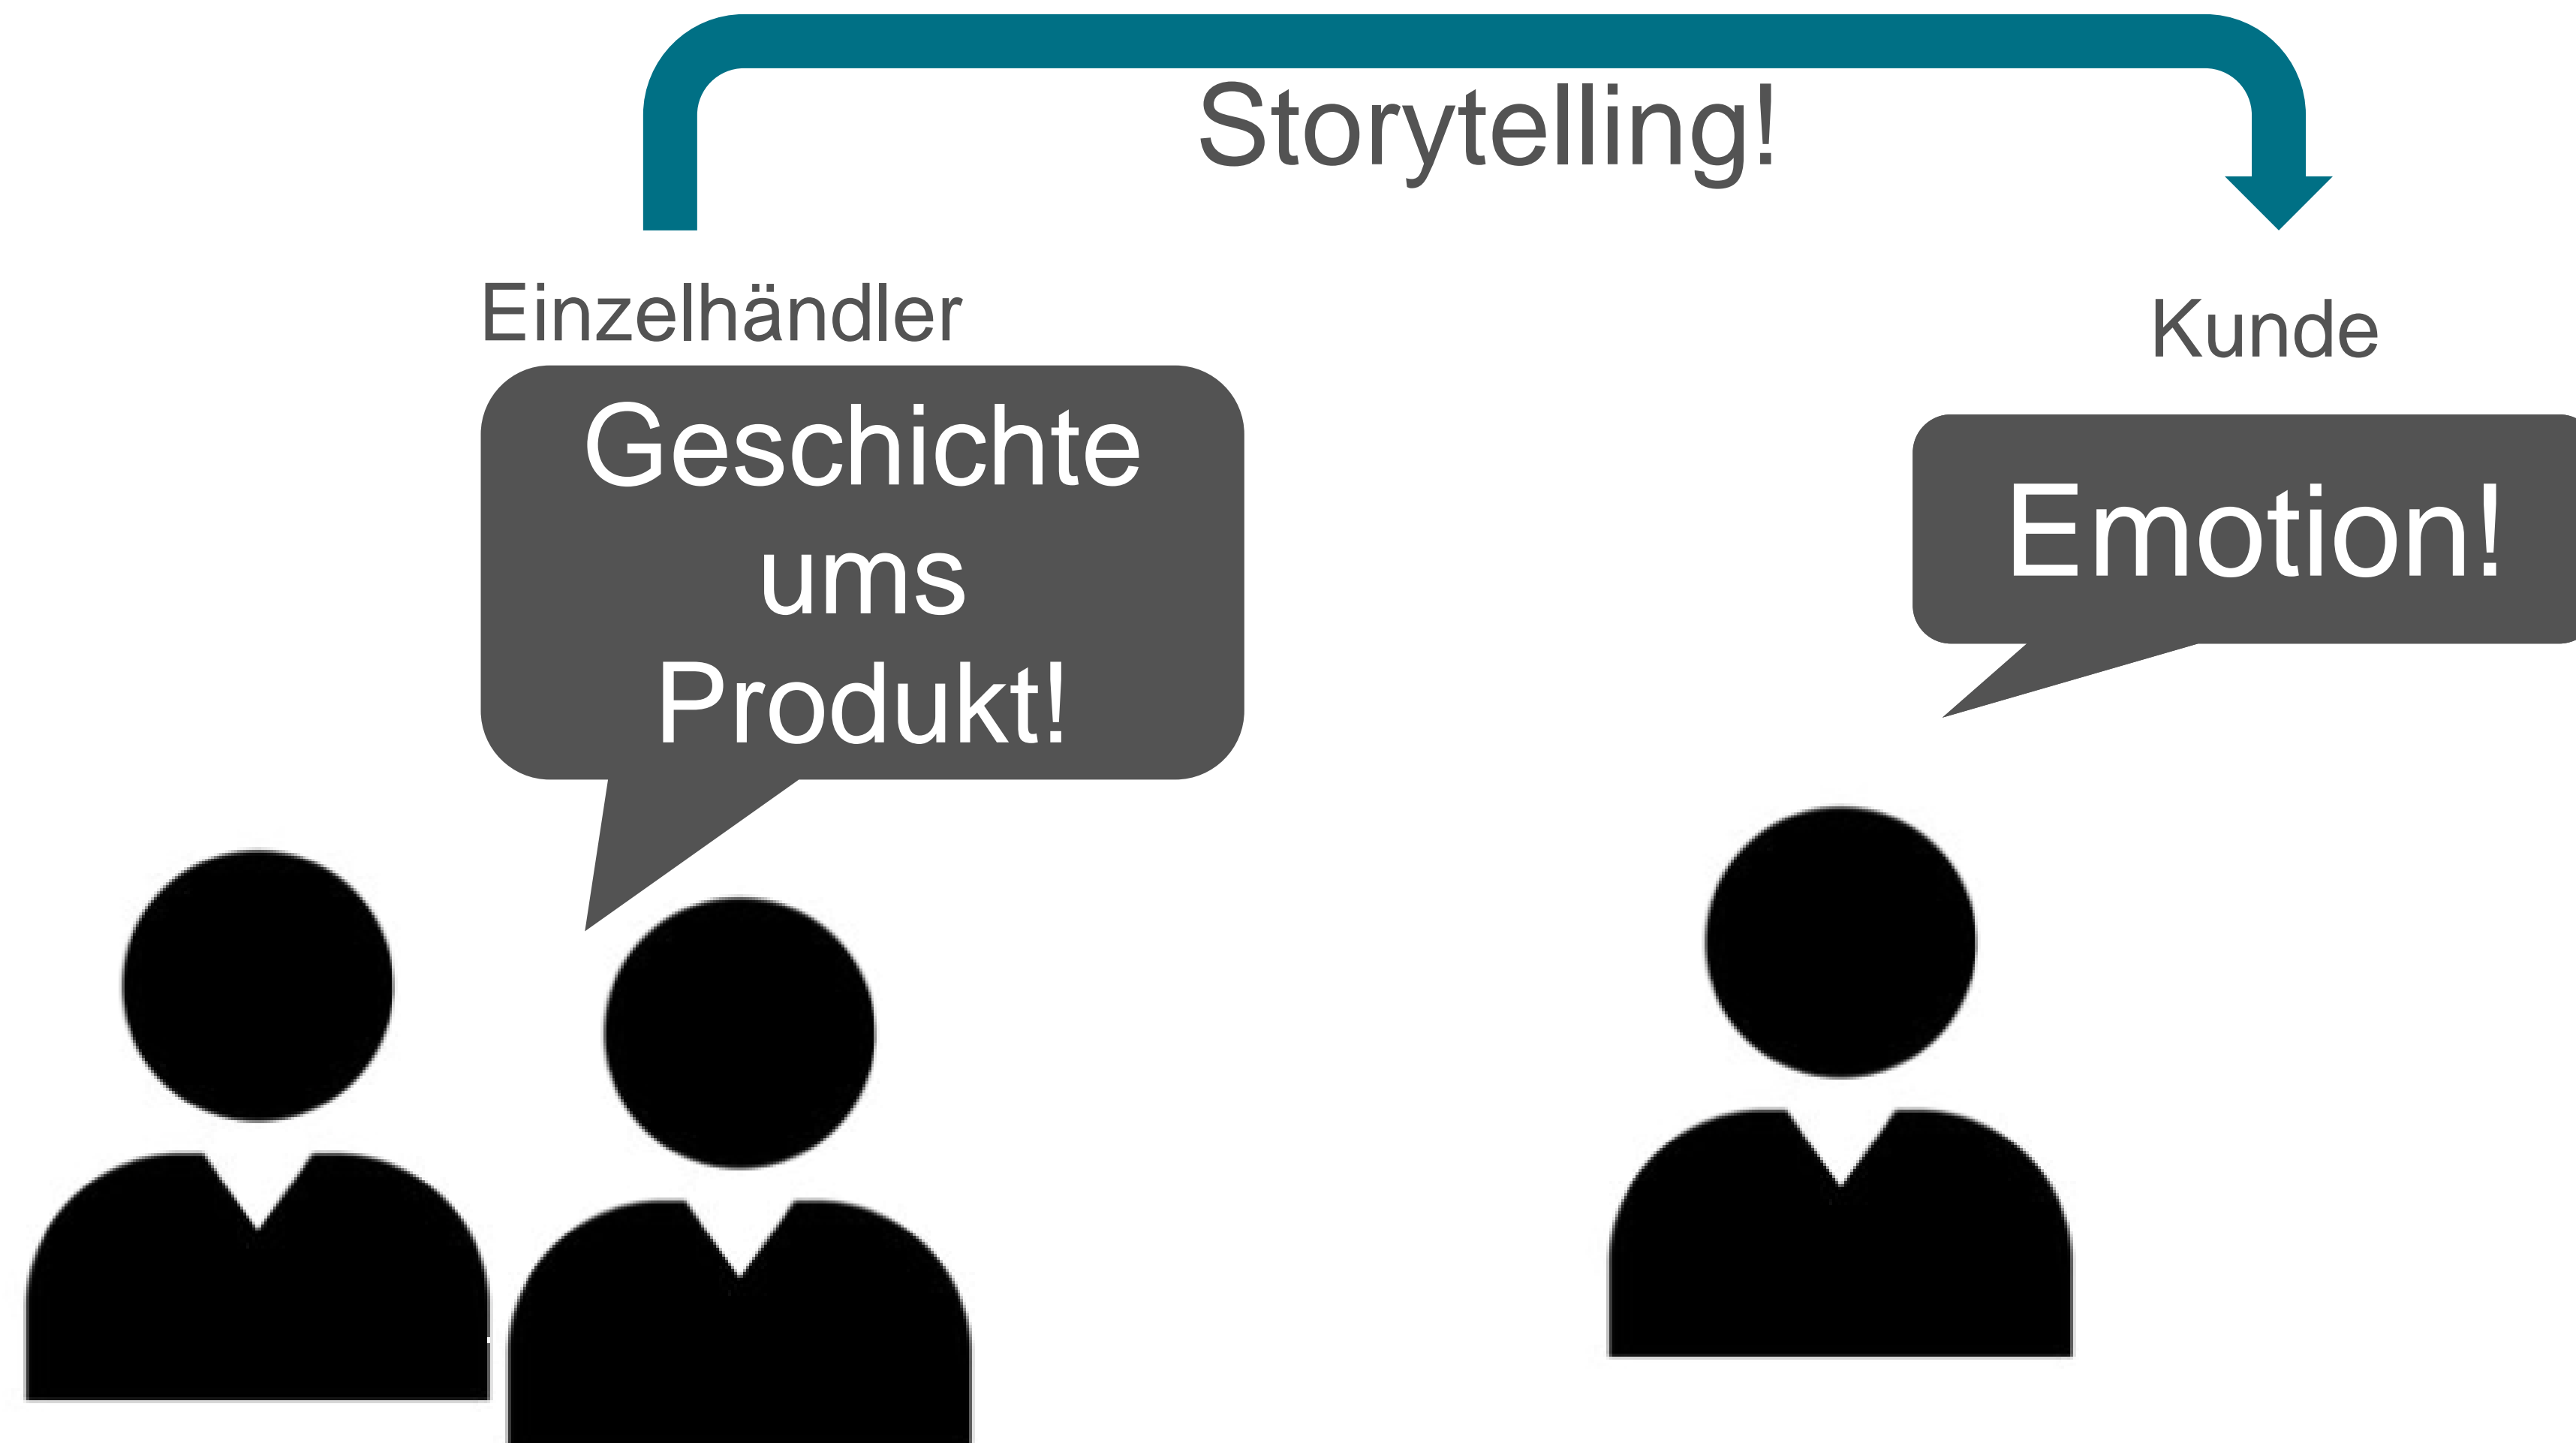 Storytelling!
Einzelhändler
Kunde
Geschichte
ums
Produkt!
Emotion!